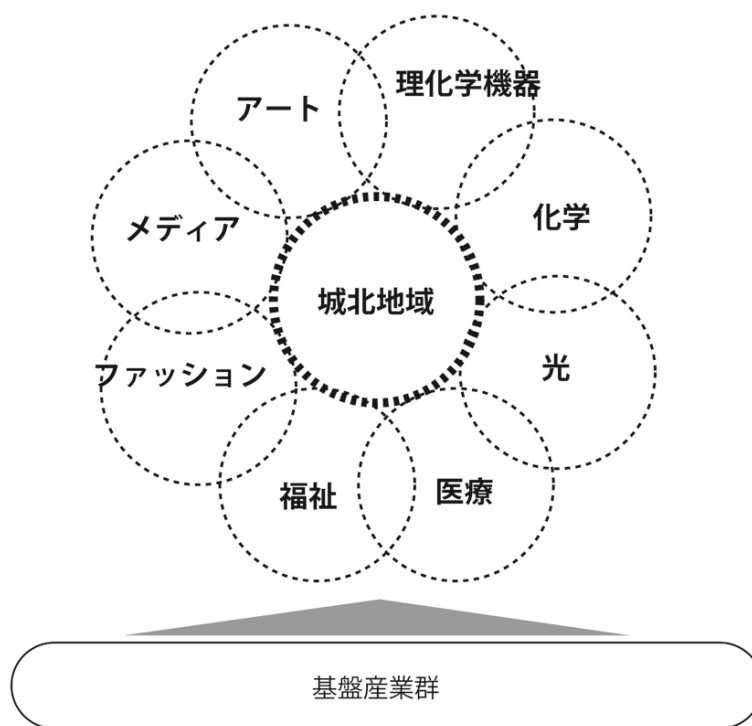 アート
理化学機器
メディア
化学
城北地域
ファッション
光
福祉
医療
基盤産業群